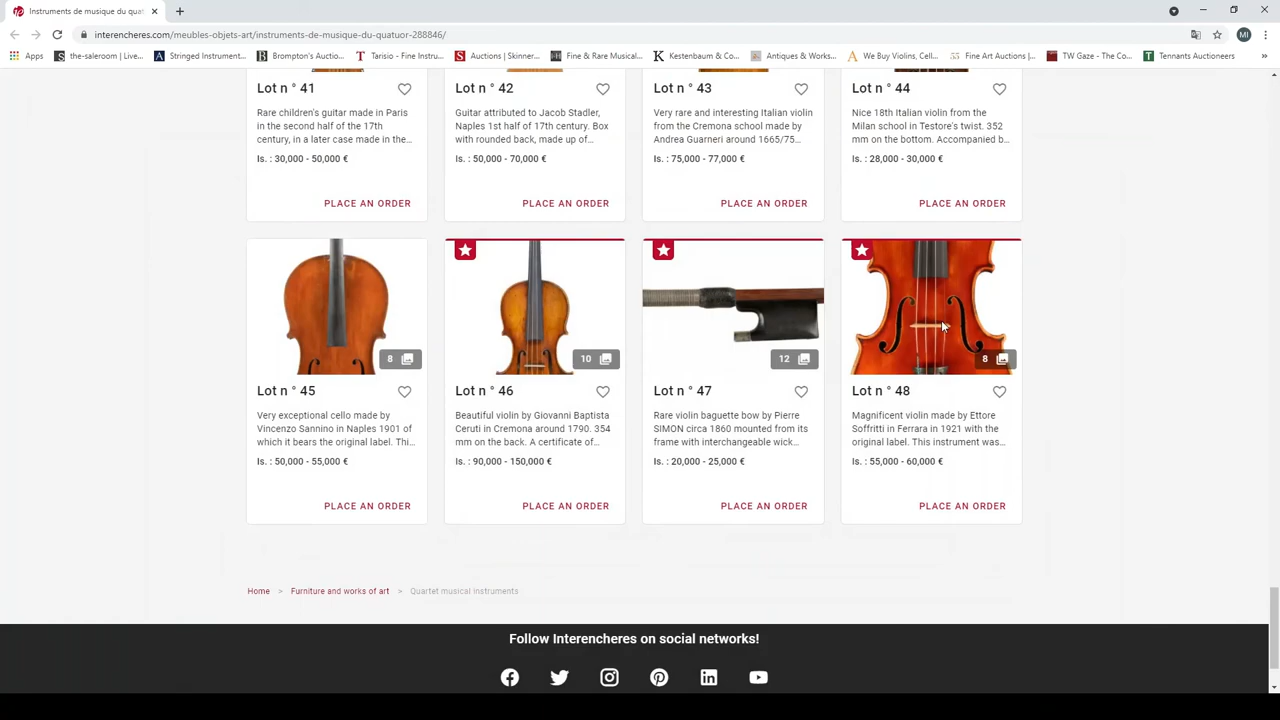 Instruments de musique du quat
interencheres.com/meubles-objets-art/instruments-de-musique-du-quatuor-288846/
MI
Apps the-saleroom | Live... Stringed Instrument... Brompton's Auctio... Tarisio - Fine Instru... Auctions | Skinner... Fine & Rare Musical... Kestenbaum & Co... Antiques & Works... We Buy Violins, Cell... Fine Art Auctions |... TW Gaze - The Co... Tennants Auctioneers »
Lot n ° 41
Rare children's guitar made in Paris
in the second half of the 17th
century, in a later case made in the...
Is. : 30,000 - 50,000 €
PLACE AN ORDER
Lot n ° 42
Guitar attributed to Jacob Stadler,
Naples 1st half of 17th century. Box
with rounded back, made up of...
Is. : 50,000 - 70,000 €
PLACE AN ORDER
Lot n ° 43
Very rare and interesting Italian violin
from the Cremona school made by
Andrea Guarneri around 1665/75...
Is. : 75,000 - 77,000 €
PLACE AN ORDER
Lot n ° 44
Nice 18th Italian violin from the
Milan school in Testore's twist. 352
mm on the bottom. Accompanied b...
Is. : 28,000 - 30,000 €
PLACE AN ORDER
8
Lot n ° 45
Very exceptional cello made by
Vincenzo Sannino in Naples 1901 of
which it bears the original label. Thi...
Is. : 50,000 - 55,000 €
PLACE AN ORDER
10
Lot n ° 46
Beautiful violin by Giovanni Baptista
Ceruti in Cremona around 1790. 354
mm on the back. A certificate of...
Is. : 90,000 - 150,000 €
PLACE AN ORDER
12
Lot n ° 47
Rare violin baguette bow by Pierre
SIMON circa 1860 mounted from its
frame with interchangeable wick...
Is. : 20,000 - 25,000 €
PLACE AN ORDER
8
Lot n ° 48
Magnificent violin made by Ettore
Soffritti in Ferrara in 1921 with the
original label. This instrument was...
Is. : 55,000 - 60,000 €
PLACE AN ORDER
Home > Furniture and works of art > Quartet musical instruments
Follow Interencheres on social networks!